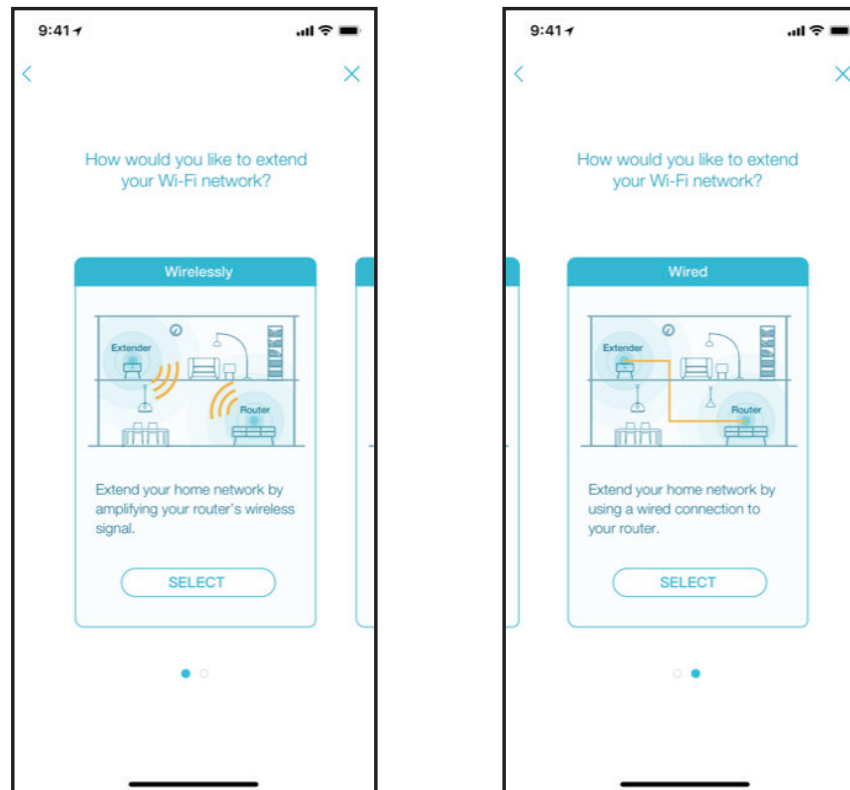 9:41
How would you like to extend
your Wi-Fi network?
Wirelessly
Extender
Router
Extend your home network by
amplifying your router's wireless
signal.
SELECT
9:41
How would you like to extend
your Wi-Fi network?
Wired
Extender
Router
Extend your home network by
using a wired connection to
your router.
SELECT